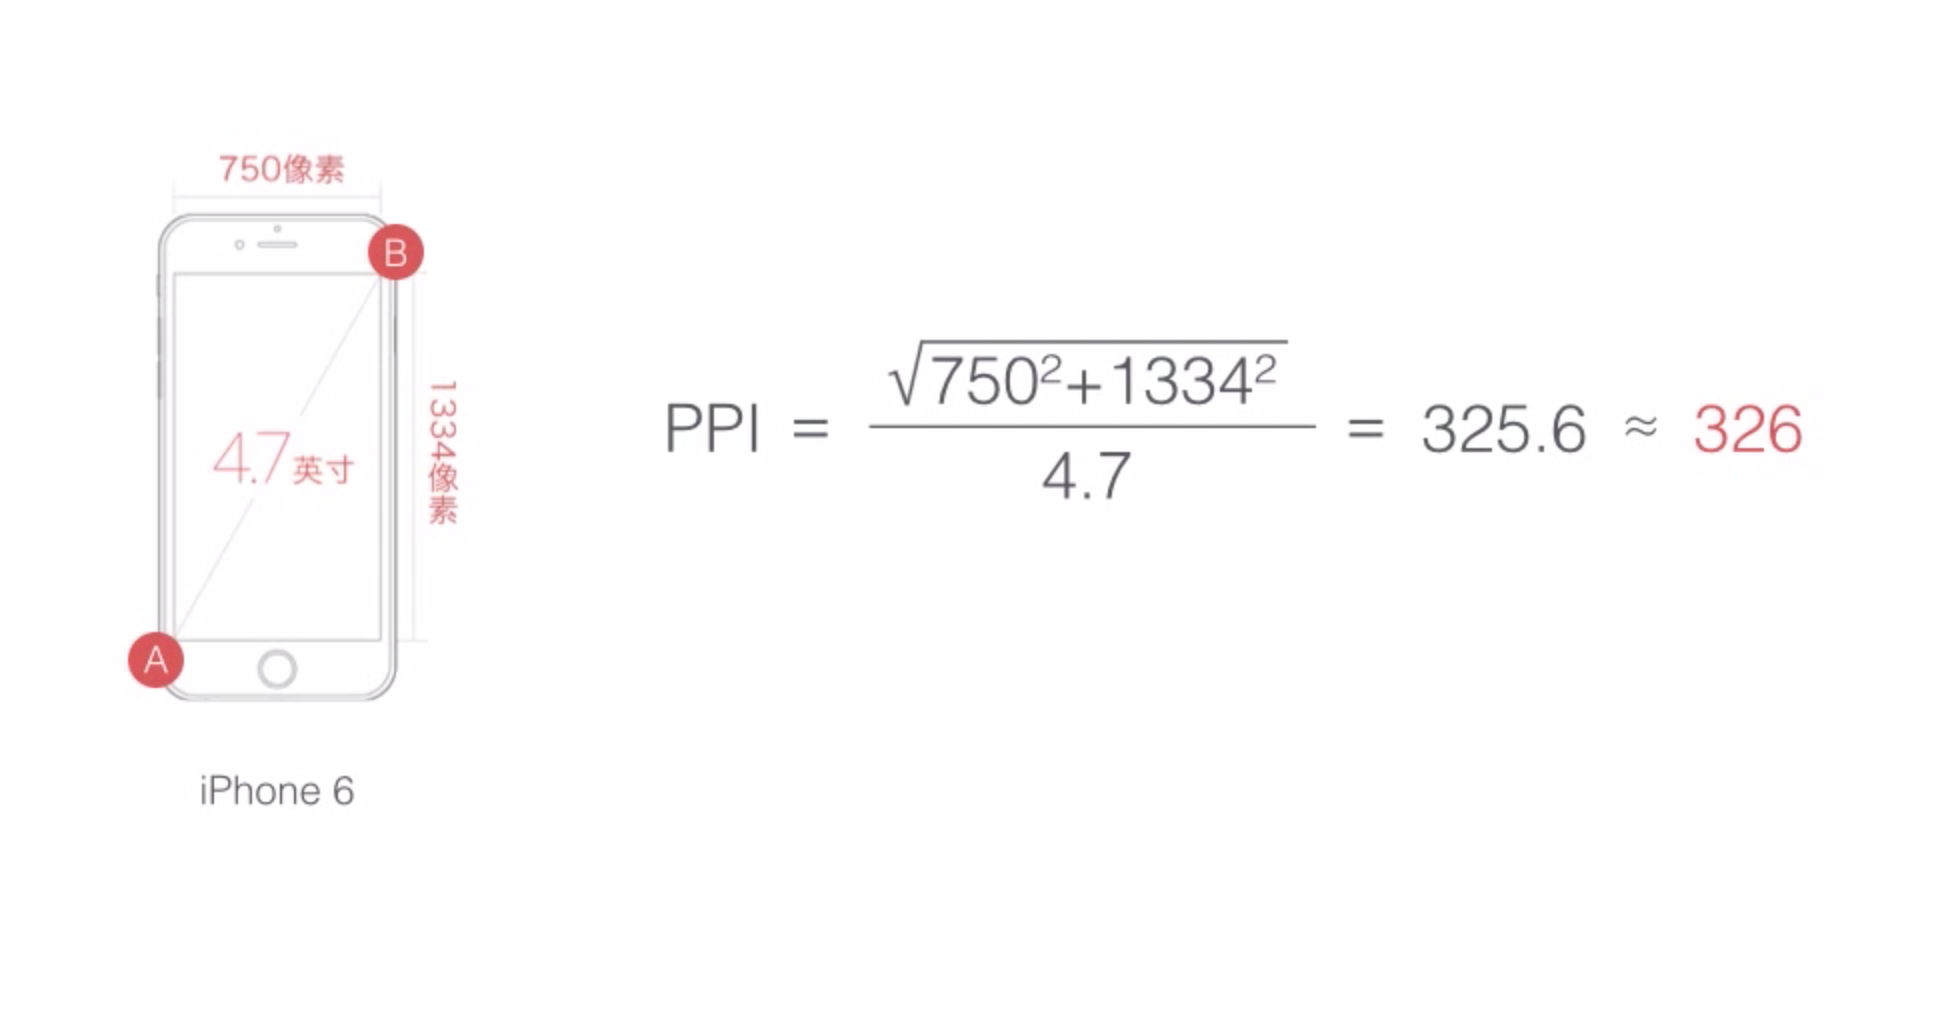 750像素
B
4.7英寸
1334像素
A
iPhone 6
PPI = √750²+1334² / 4.7 = 325.6 ≈ 326